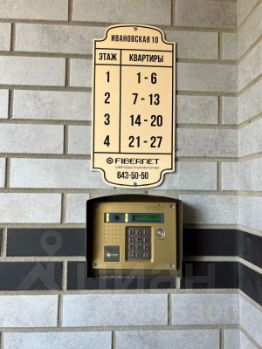 ИВАНОВСКАЯ 10
ЭТАЖ КВАРТИРЫ
1 1 - 6
2 7 - 13
3 14 - 20
4 21 - 27
FIBERNET
643-50-50
циан